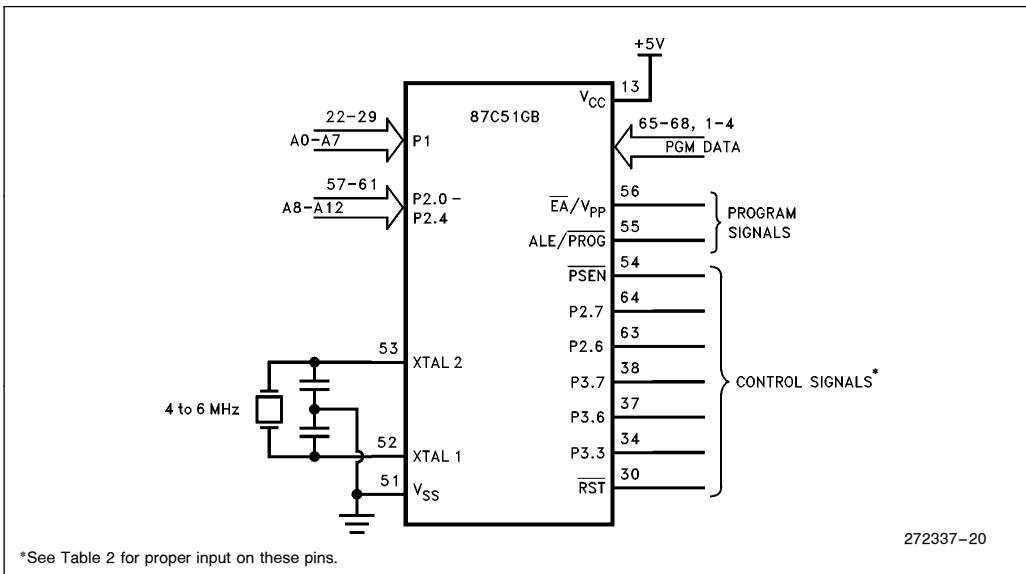 +5V
VCC
13
87C51GB
22–29
A0–A7
P1
65–68, 1–4
PGM DATA
57–61
A8–A12
P2.0 –
P2.4
EA/VPP
56
ALE/PROG
55
PROGRAM
SIGNALS
PSEN
54
P2.7
64
P2.6
63
P3.7
38
P3.6
37
P3.3
34
RST
30
CONTROL SIGNALS*
53
XTAL 2
4 to 6 MHz
52
XTAL 1
51
VSS
272337–20
*See Table 2 for proper input on these pins.